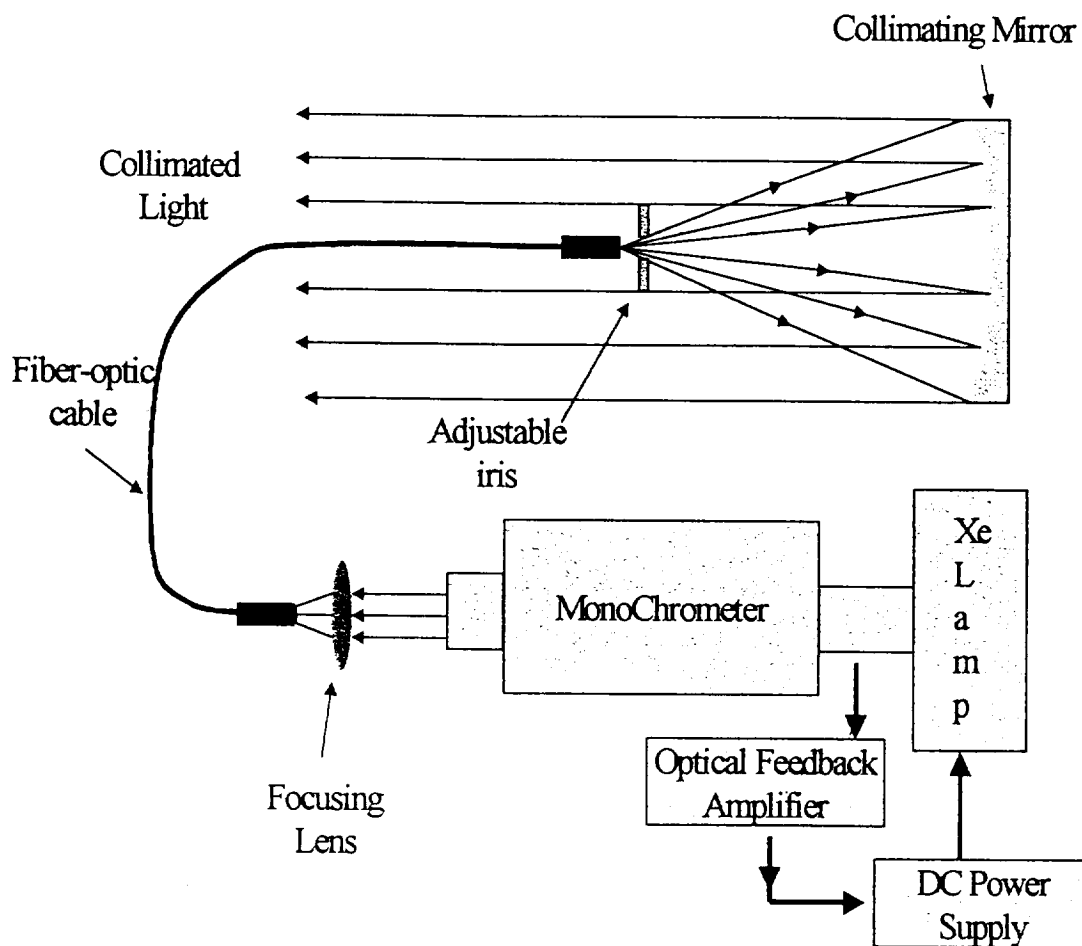 Collimating Mirror
Collimated
Light
Fiber-optic
cable
Adjustable
iris
Xe
L
a
m
p
MonoChrometer
Optical Feedback
Amplifier
Focusing
Lens
DC Power
Supply